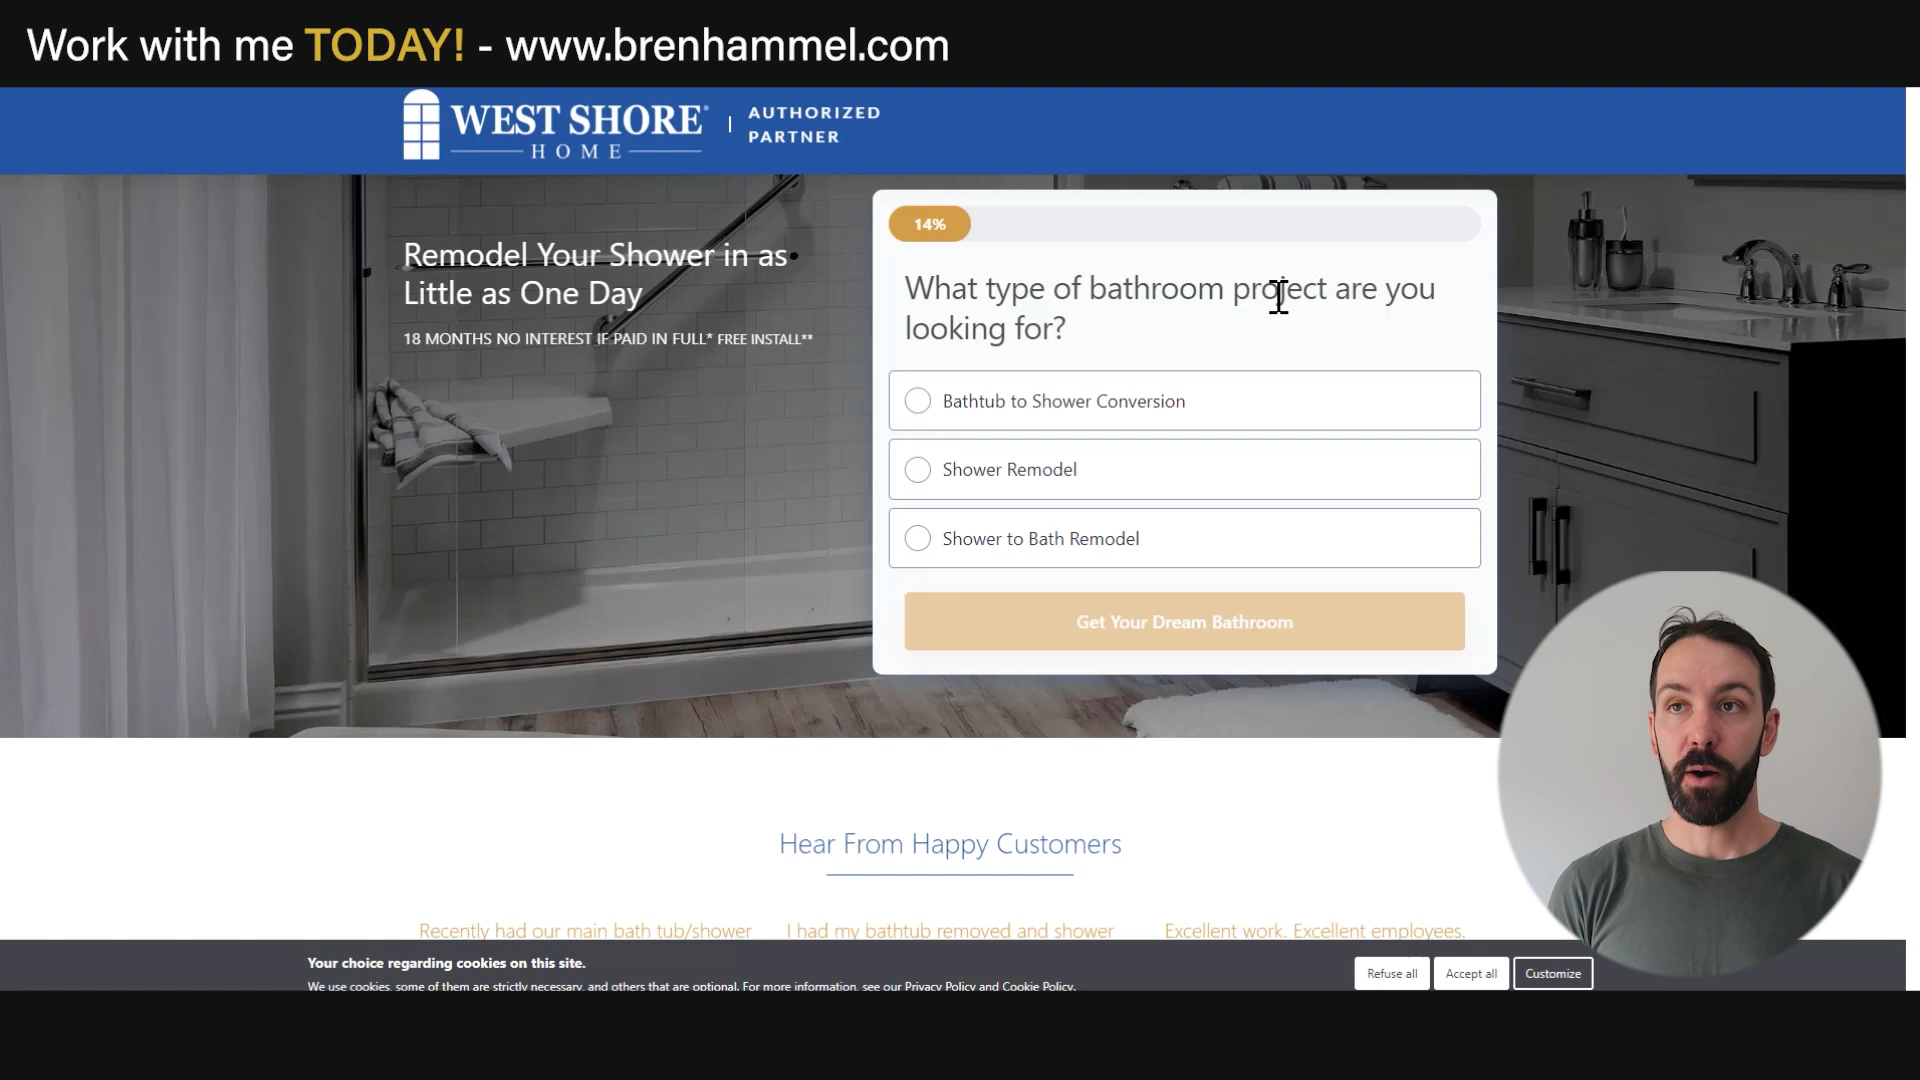 Work with me TODAY! - www.brenhammel.com
WEST SHORE®
HOME
AUTHORIZED
PARTNER
Remodel Your Shower in as
Little as One Day
18 MONTHS NO INTEREST IF PAID IN FULL* FREE INSTALL**
14%
What type of bathroom project are you
looking for?
Bathtub to Shower Conversion
Shower Remodel
Shower to Bath Remodel
Get Your Dream Bathroom
Hear From Happy Customers
Recently had our main bath tub/shower
I had my bathtub removed and shower
Excellent work. Excellent employees.
Your choice regarding cookies on this site.
We use cookies, some of them are strictly necessary, and others that are optional. For more information, see our Privacy Policy and Cookie Policy.
Refuse all
Accept all
Customize